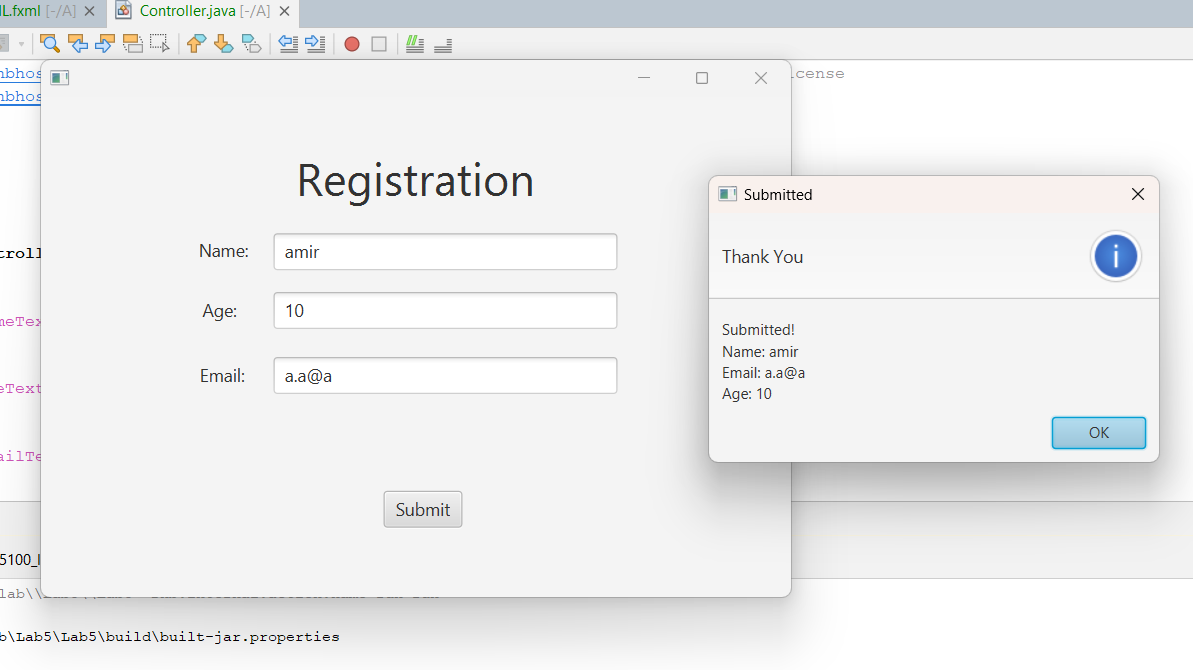 L.fxml [-/A]
Controller.java [-/A]
nbhos
cense
nbhos
Registration
Submitted
Name: amir
Thank You
troll
Age: 10
meTex
Submitted!
Name: amir
Email: a.a@a
Email: a.a@a
eText
Age: 10
OK
ailTe
Submit
5100_
lab\\
b\Lab5\Lab5\build\built-jar.properties